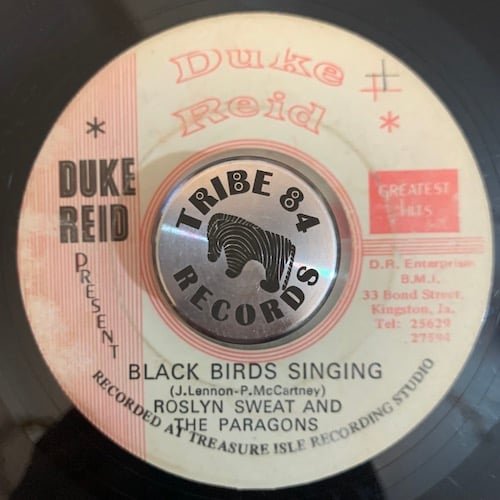 Duke
Reid
DUKE
REID
PRESENT
TRIBE 84
RECORDS
GREATEST
HITS
D.R. Enterprise
B.M.I.
33 Bond Street,
Kingston, Ja.
Tel: 25629
27594
BLACK BIRDS SINGING
(J.Lennon-P.McCartney)
ROSLYN SWEAT AND
THE PARAGONS
RECORDED AT TREASURE ISLE RECORDING STUDIO